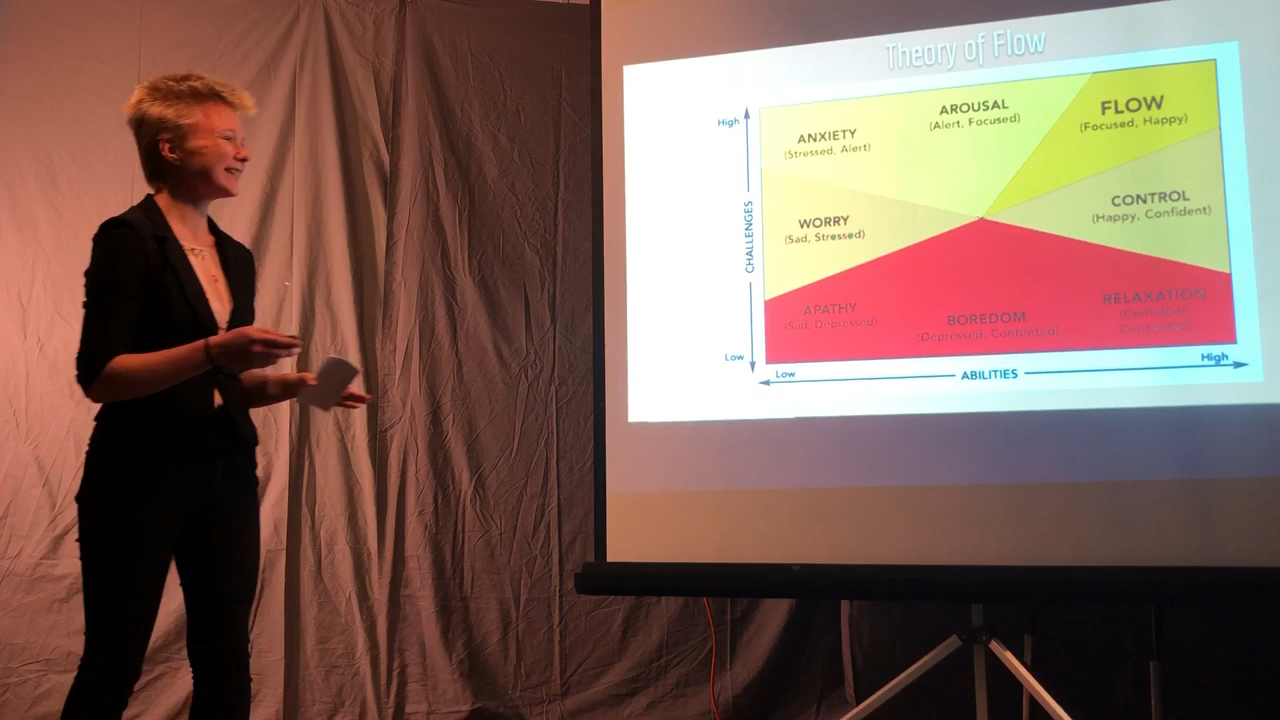 Theory of Flow
High
AROUSAL
(Alert, Focused)
FLOW
(Focused, Happy)
ANXIETY
(Stressed, Alert)
CHALLENGES
WORRY
(Sad, Stressed)
CONTROL
(Happy, Confident)
APATHY
(Sad, Depressed)
BOREDOM
(Depressed, Contented)
RELAXATION
(Confident,
Contented)
Low
Low
ABILITIES
High